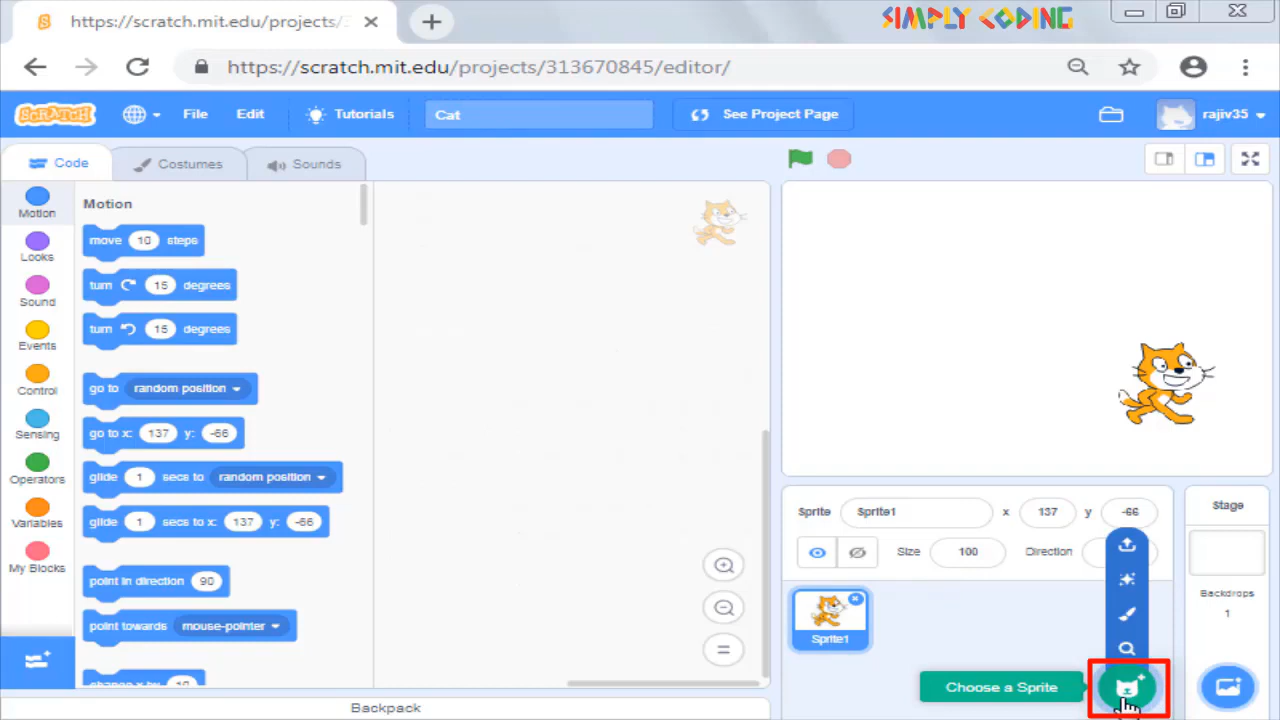 https://scratch.mit.edu/projects/3
SIMPLY CODING
https://scratch.mit.edu/projects/313670845/editor/
SCRATCH
File
Edit
Tutorials
Cat
See Project Page
rajiv35
Code
Costumes
Sounds
Motion
Looks
Sound
Events
Control
Sensing
Operators
Variables
My Blocks
Motion
move 10 steps
turn 15 degrees
turn 15 degrees
go to random position
go to x: 137 y: -66
glide 1 secs to random position
glide 1 secs to x: 137 y: -66
point in direction 90
point towards mouse-pointer
change x by 10
Backpack
Sprite Sprite1 x 137 y -66
Size 100 Direction
Sprite1
Choose a Sprite
Stage
Backdrops
1